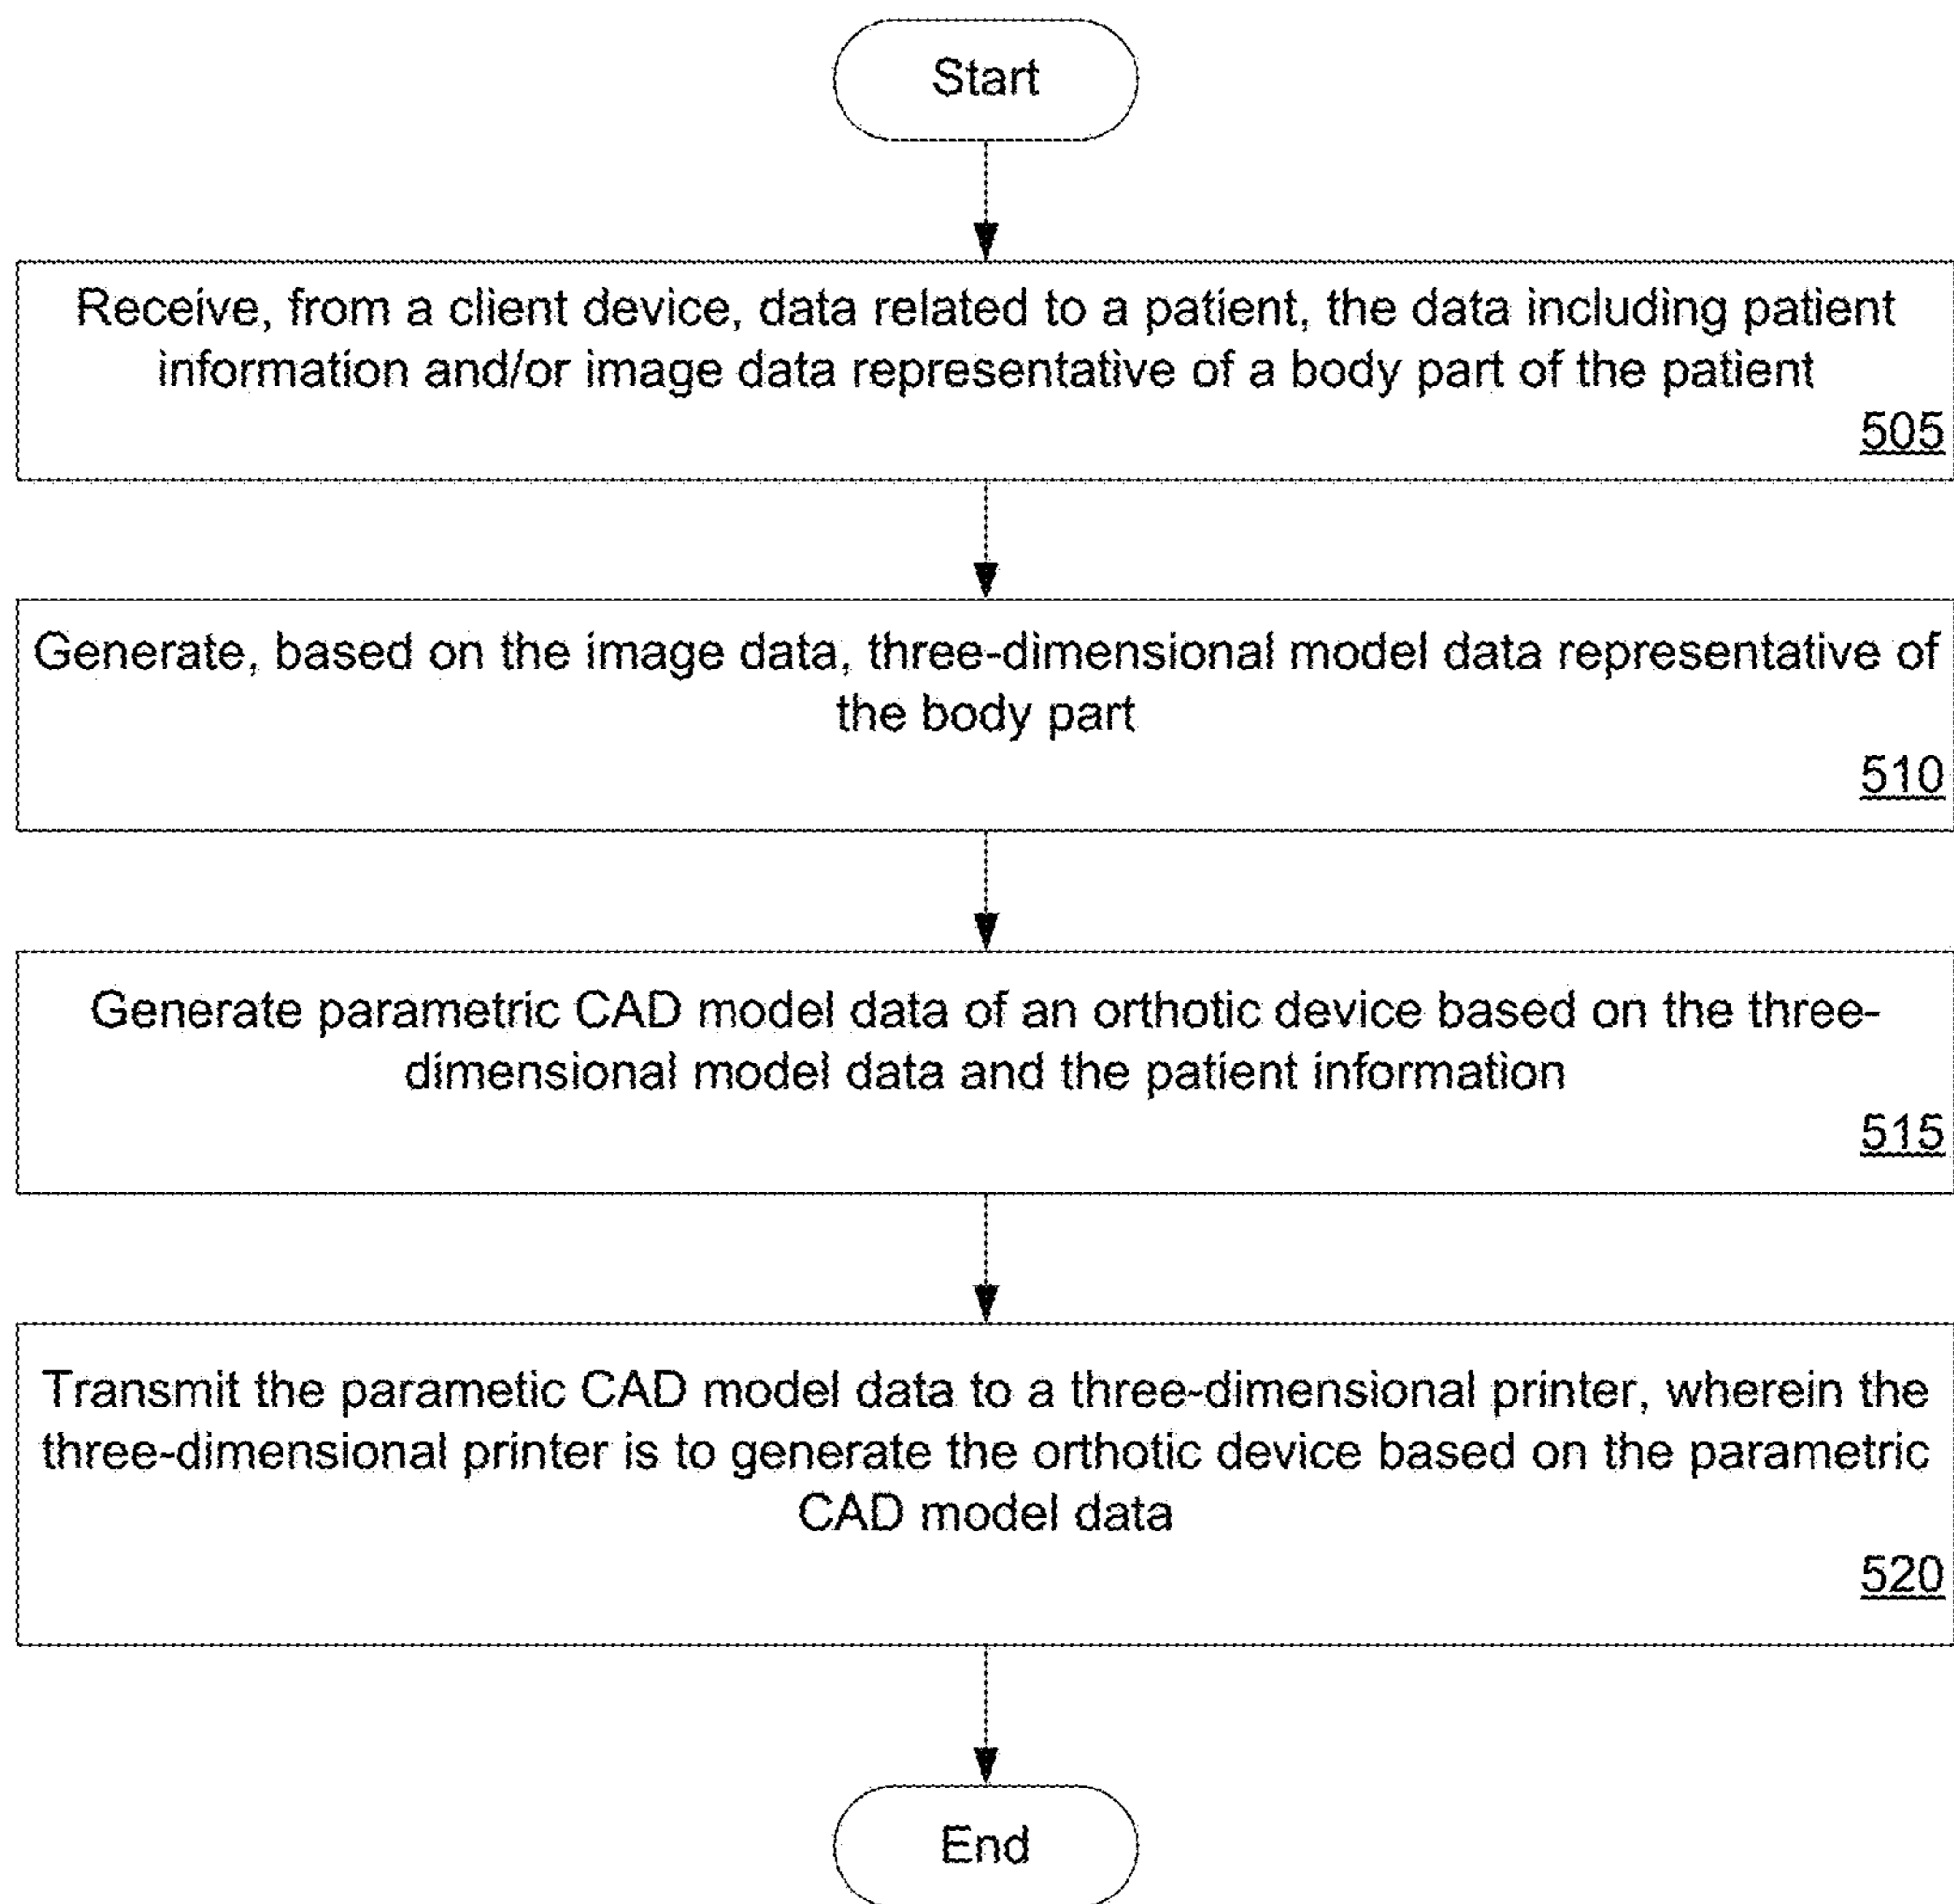 Start
Receive, from a client device, data related to a patient, the data including patient
information and/or image data representative of a body part of the patient
505
Generate, based on the image data, three-dimensional model data representative of
the body part
510
Generate parametric CAD model data of an orthotic device based on the three-
dimensional model data and the patient information
515
Transmit the parametic CAD model data to a three-dimensional printer, wherein the
three-dimensional printer is to generate the orthotic device based on the parametric
CAD model data
520
End